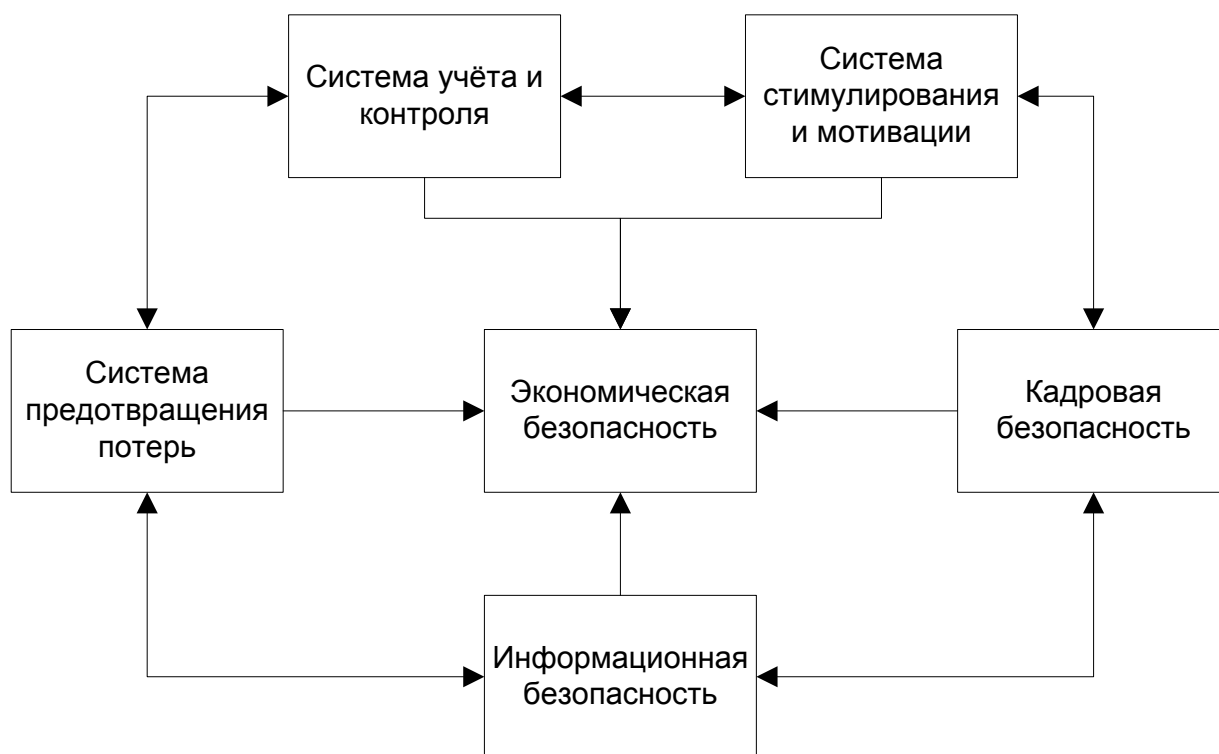 Система учёта и
контроля
Система
стимулирования
и мотивации
Система
предотвращения
потерь
Экономическая
безопасность
Кадровая
безопасность
Информационная
безопасность